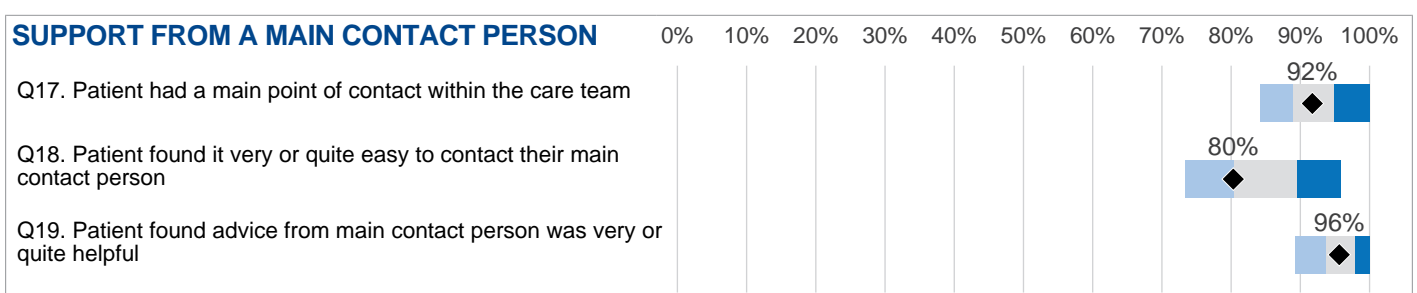 SUPPORT FROM A MAIN CONTACT PERSON 0% 10% 20% 30% 40% 50% 60% 70% 80% 90% 100%
92%
Q17. Patient had a main point of contact within the care team
80%
Q18. Patient found it very or quite easy to contact their main
contact person
96%
Q19. Patient found advice from main contact person was very or
quite helpful